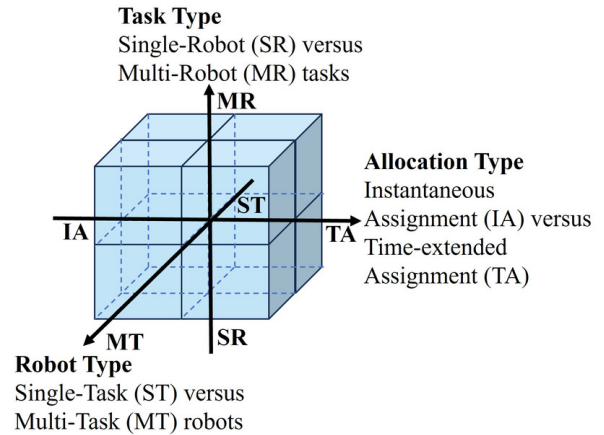 Task Type
Single-Robot (SR) versus
Multi-Robot (MR) tasks
MR
Allocation Type
Instantaneous
Assignment (IA) versus
Time-extended
Assignment (TA)
ST
IA
TA
MT
SR
Robot Type
Single-Task (ST) versus
Multi-Task (MT) robots